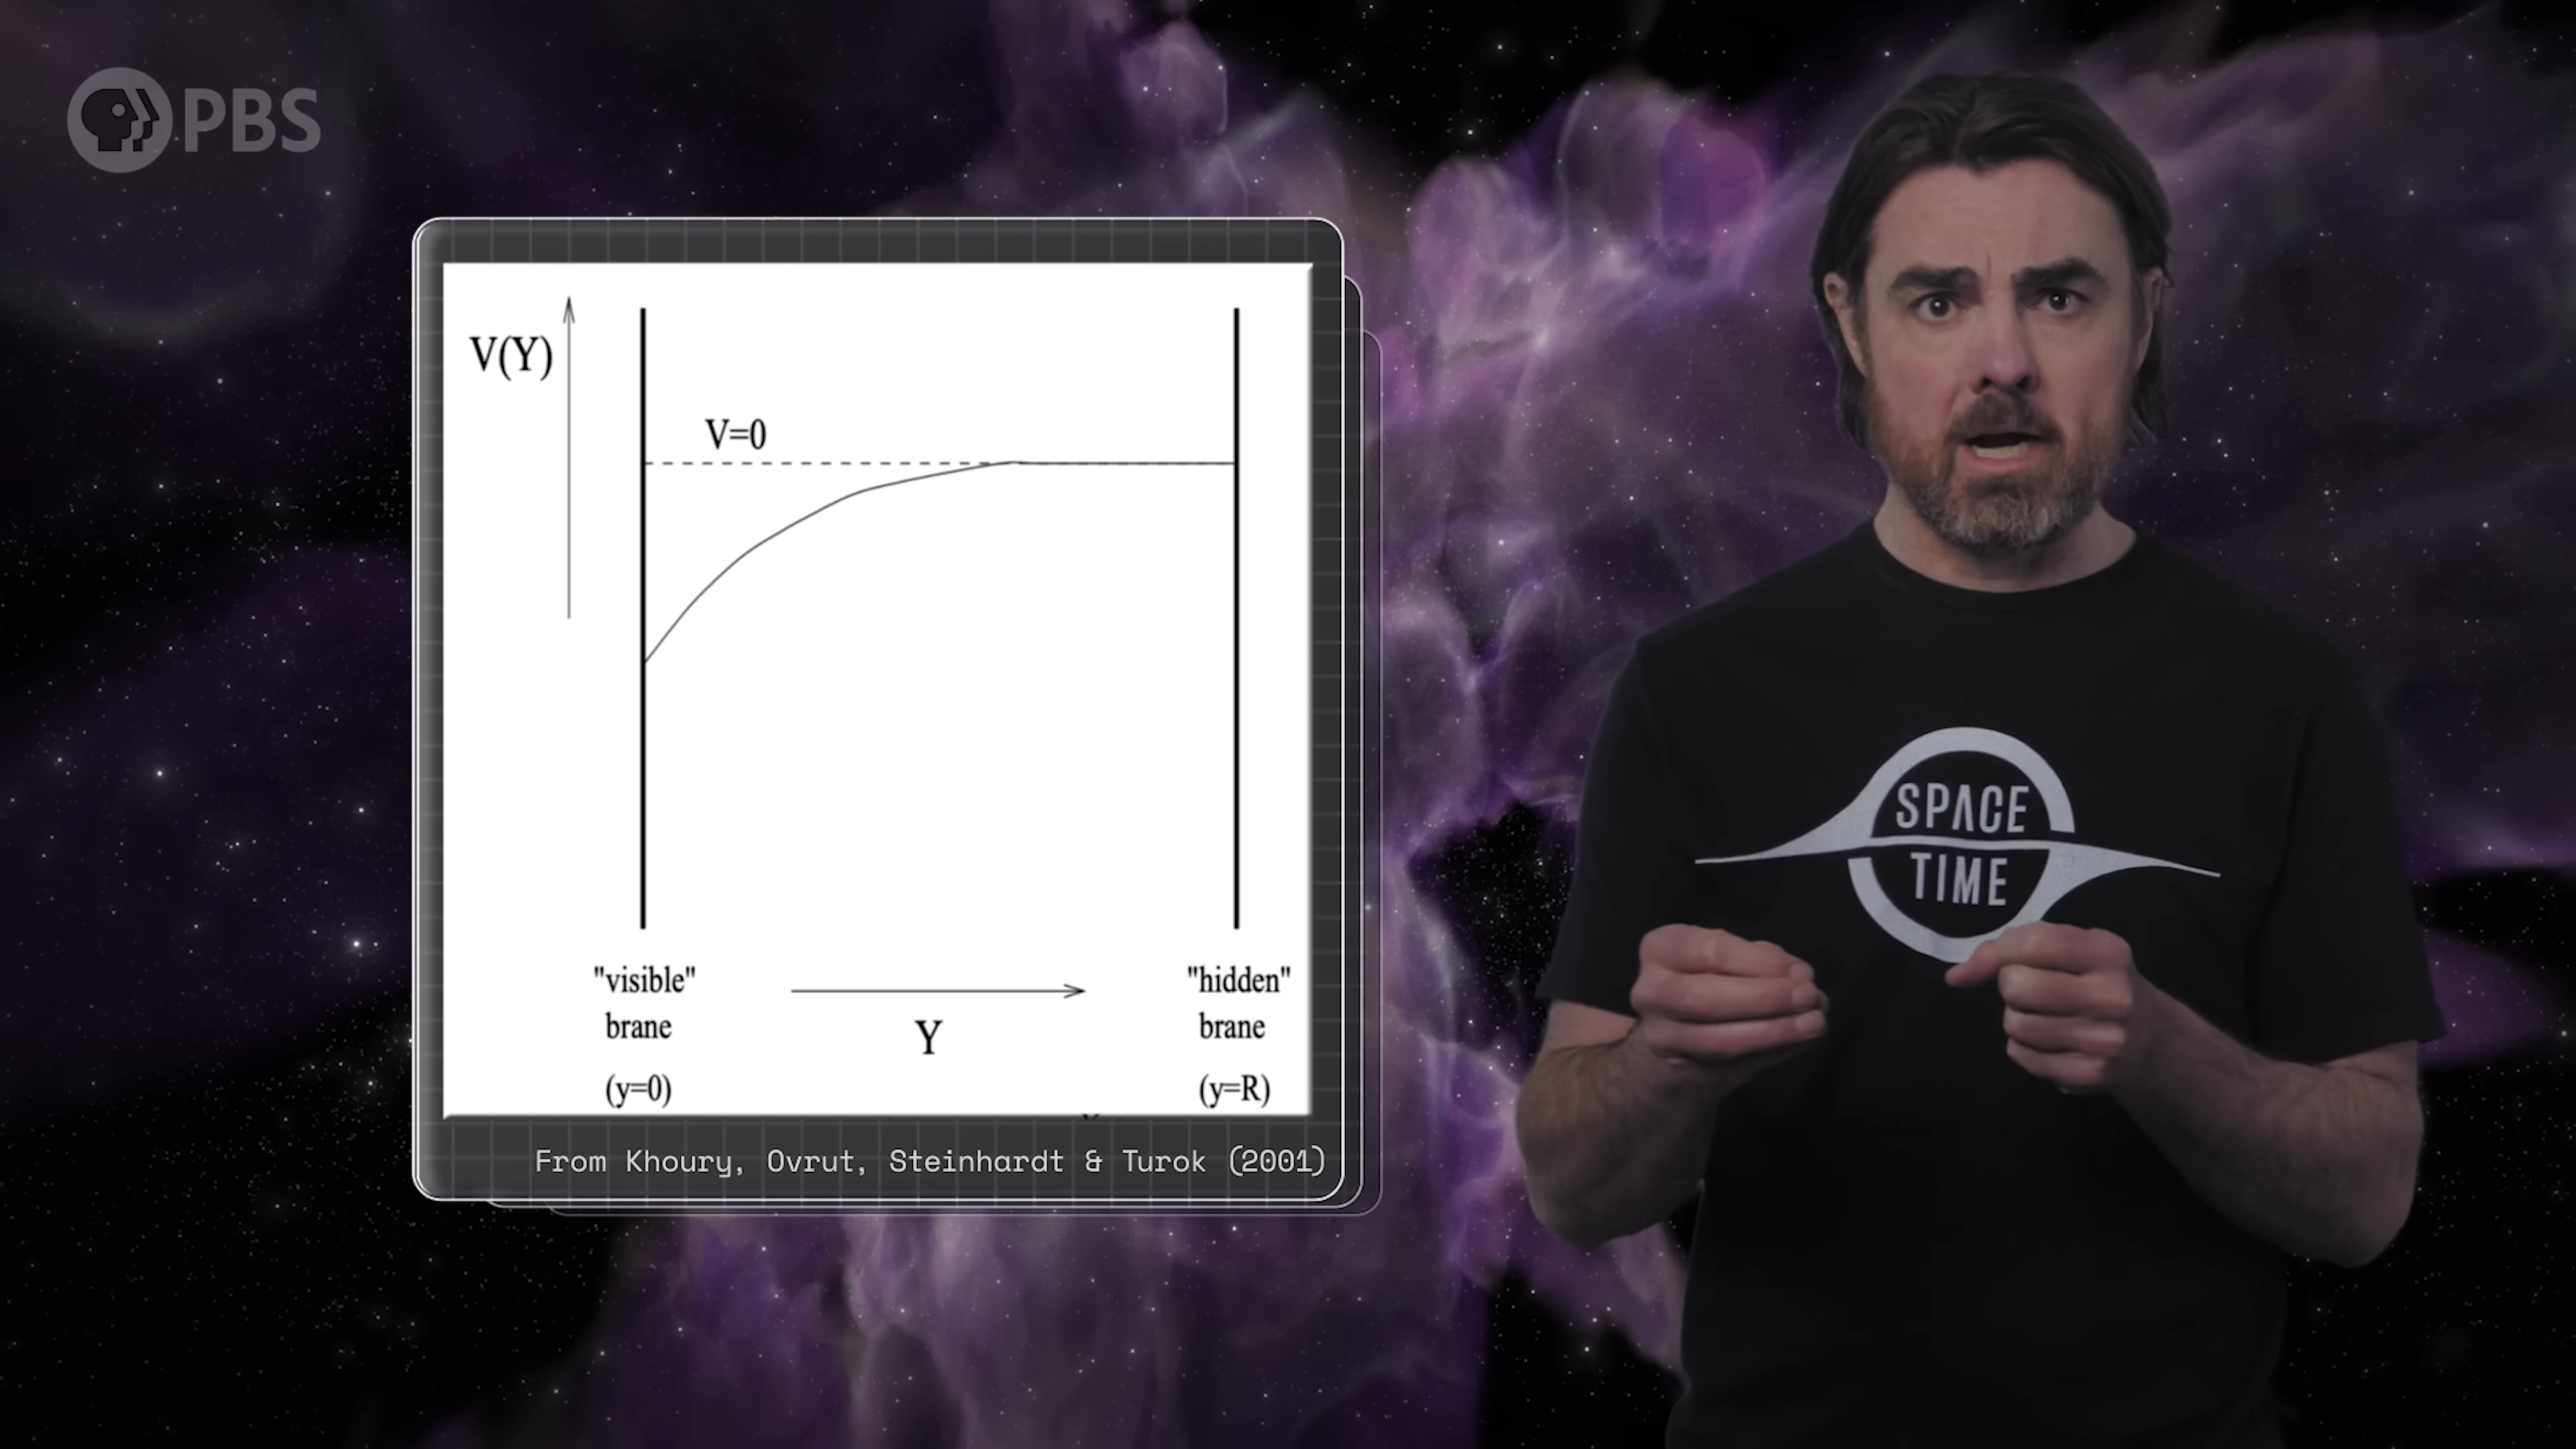 PBS
V(Y)
V=0
"visible"
brane
(y=0)
Y
"hidden"
brane
(y=R)
From Khoury, Ovrut, Steinhardt & Turok (2001)
SPACE
TIME